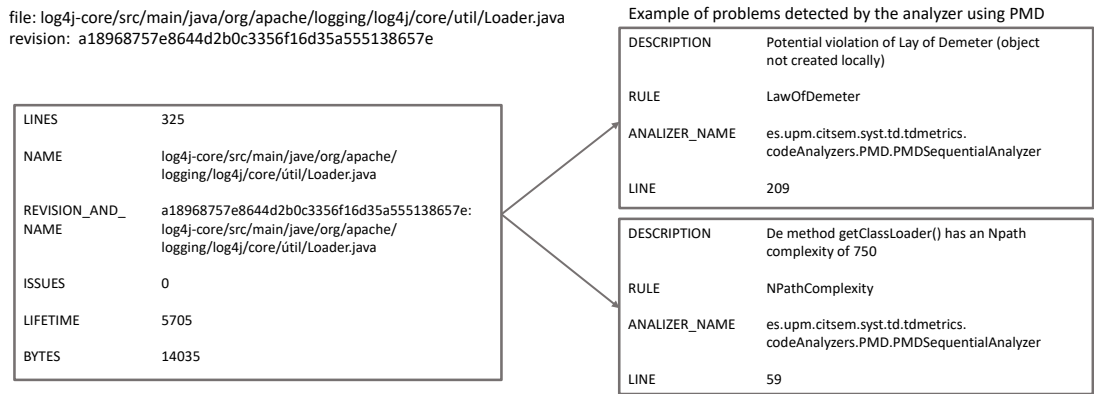 file: log4j-core/src/main/java/org/apache/logging/log4j/core/util/Loader.java
revision: a18968757e8644d2b0c3356f16d35a555138657e
LINES 325
NAME log4j-core/src/main/jave/org/apache/
logging/log4j/core/útil/Loader.java
REVISION_AND_ a18968757e8644d2b0c3356f16d35a555138657e:
NAME log4j-core/src/main/jave/org/apache/
logging/log4j/core/útil/Loader.java
ISSUES 0
LIFETIME 5705
BYTES 14035
Example of problems detected by the analyzer using PMD
DESCRIPTION Potential violation of Lay of Demeter (object
not created locally)
RULE LawOfDemeter
ANALIZER_NAME es.upm.citsem.syst.td.tdmetrics.
codeAnalyzers.PMD.PMDSequentialAnalyzer
LINE 209
DESCRIPTION De method getClassLoader() has an Npath
complexity of 750
RULE NPathComplexity
ANALIZER_NAME es.upm.citsem.syst.td.tdmetrics.
codeAnalyzers.PMD.PMDSequentialAnalyzer
LINE 59